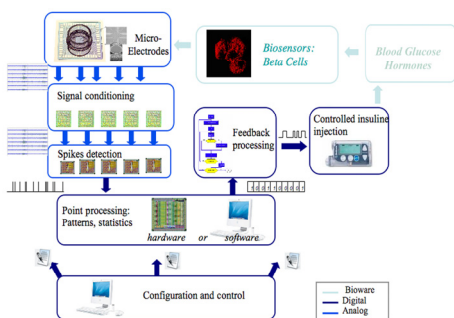 Micro-
Electrodes
Biosensors:
Beta Cells
Blood Glucose
Hormones
Signal conditioning
Spikes detection
Feedback
processing
Controlled insuline
injection
Point processing:
Patterns, statistics
hardware or software
Configuration and control
Bioware
Digital
Analog